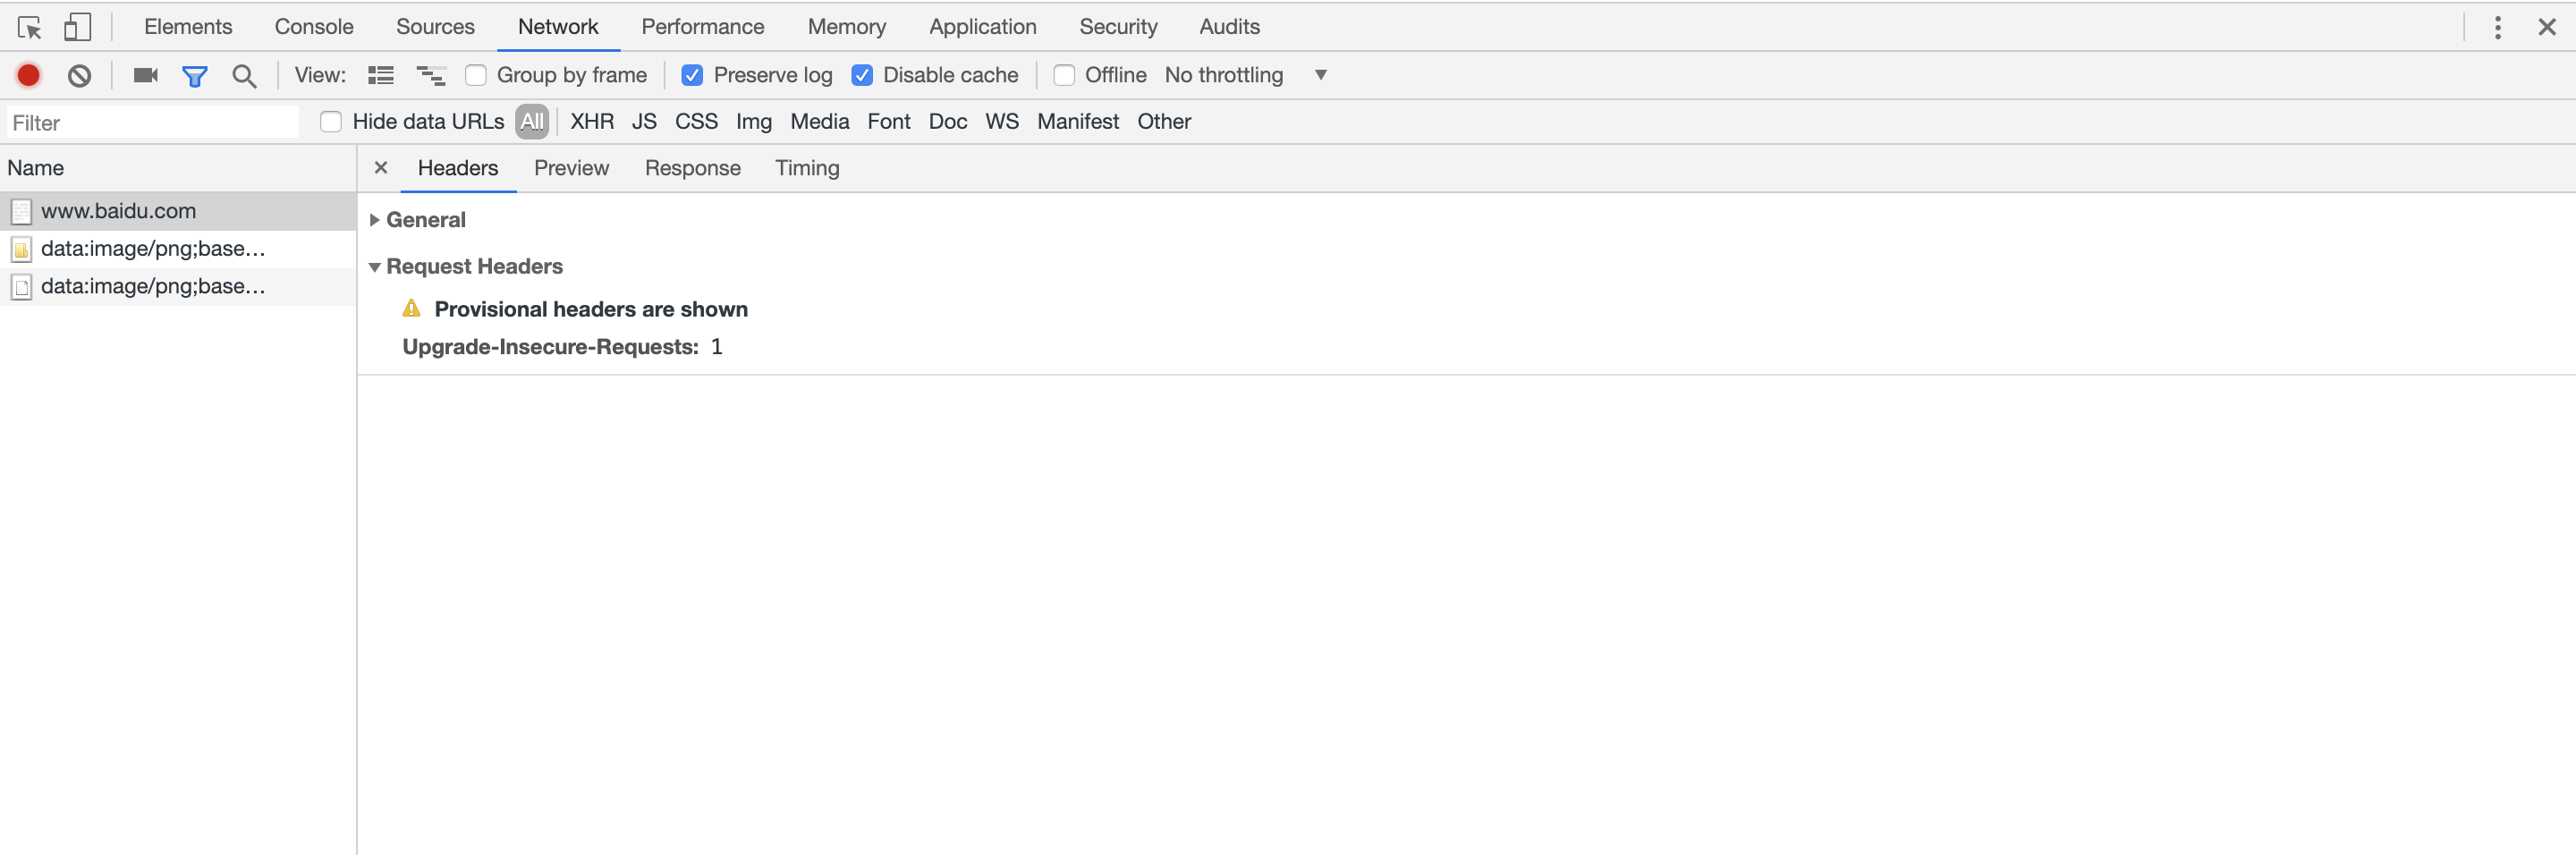 Elements Console Sources Network Performance Memory Application Security Audits
View: Group by frame Preserve log Disable cache Offline No throttling
Filter Hide data URLs All XHR JS CSS Img Media Font Doc WS Manifest Other
Name Headers Preview Response Timing
www.baidu.com
data:image/png;base...
data:image/png;base...
General
Request Headers
Provisional headers are shown
Upgrade-Insecure-Requests: 1